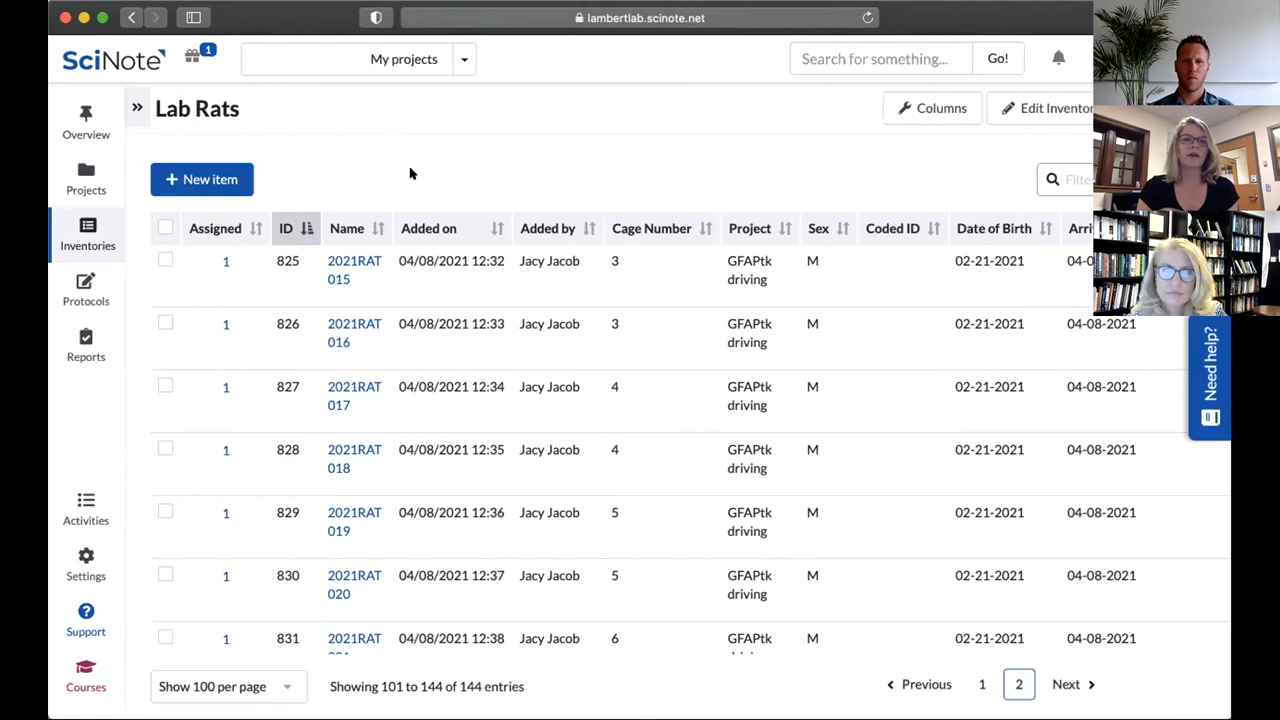 lambertlab.scinote.net
SciNote
1
My projects
Search for something...
Go!
Overview
Projects
Inventories
Protocols
Reports
Activities
Settings
Support
Courses
» Lab Rats
Columns
Edit Inventor
+ New item
Filte
Assigned ID Name Added on Added by Cage Number Project Sex Coded ID Date of Birth Arri
1 825 2021RAT 04/08/2021 12:32 Jacy Jacob 3 GFAPtk M 02-21-2021 04-0
015 driving
1 826 2021RAT 04/08/2021 12:33 Jacy Jacob 3 GFAPtk M 02-21-2021 04-08-2021
016 driving
1 827 2021RAT 04/08/2021 12:34 Jacy Jacob 4 GFAPtk M 02-21-2021 04-08-2021
017 driving
1 828 2021RAT 04/08/2021 12:35 Jacy Jacob 4 GFAPtk M 02-21-2021 04-08-2021
018 driving
1 829 2021RAT 04/08/2021 12:36 Jacy Jacob 5 GFAPtk M 02-21-2021 04-08-2021
019 driving
1 830 2021RAT 04/08/2021 12:37 Jacy Jacob 5 GFAPtk M 02-21-2021 04-08-2021
020 driving
1 831 2021RAT 04/08/2021 12:38 Jacy Jacob 6 GFAPtk M 02-21-2021 04-08-2021
Show 100 per page
Showing 101 to 144 of 144 entries
Previous 1 2 Next
Need help?